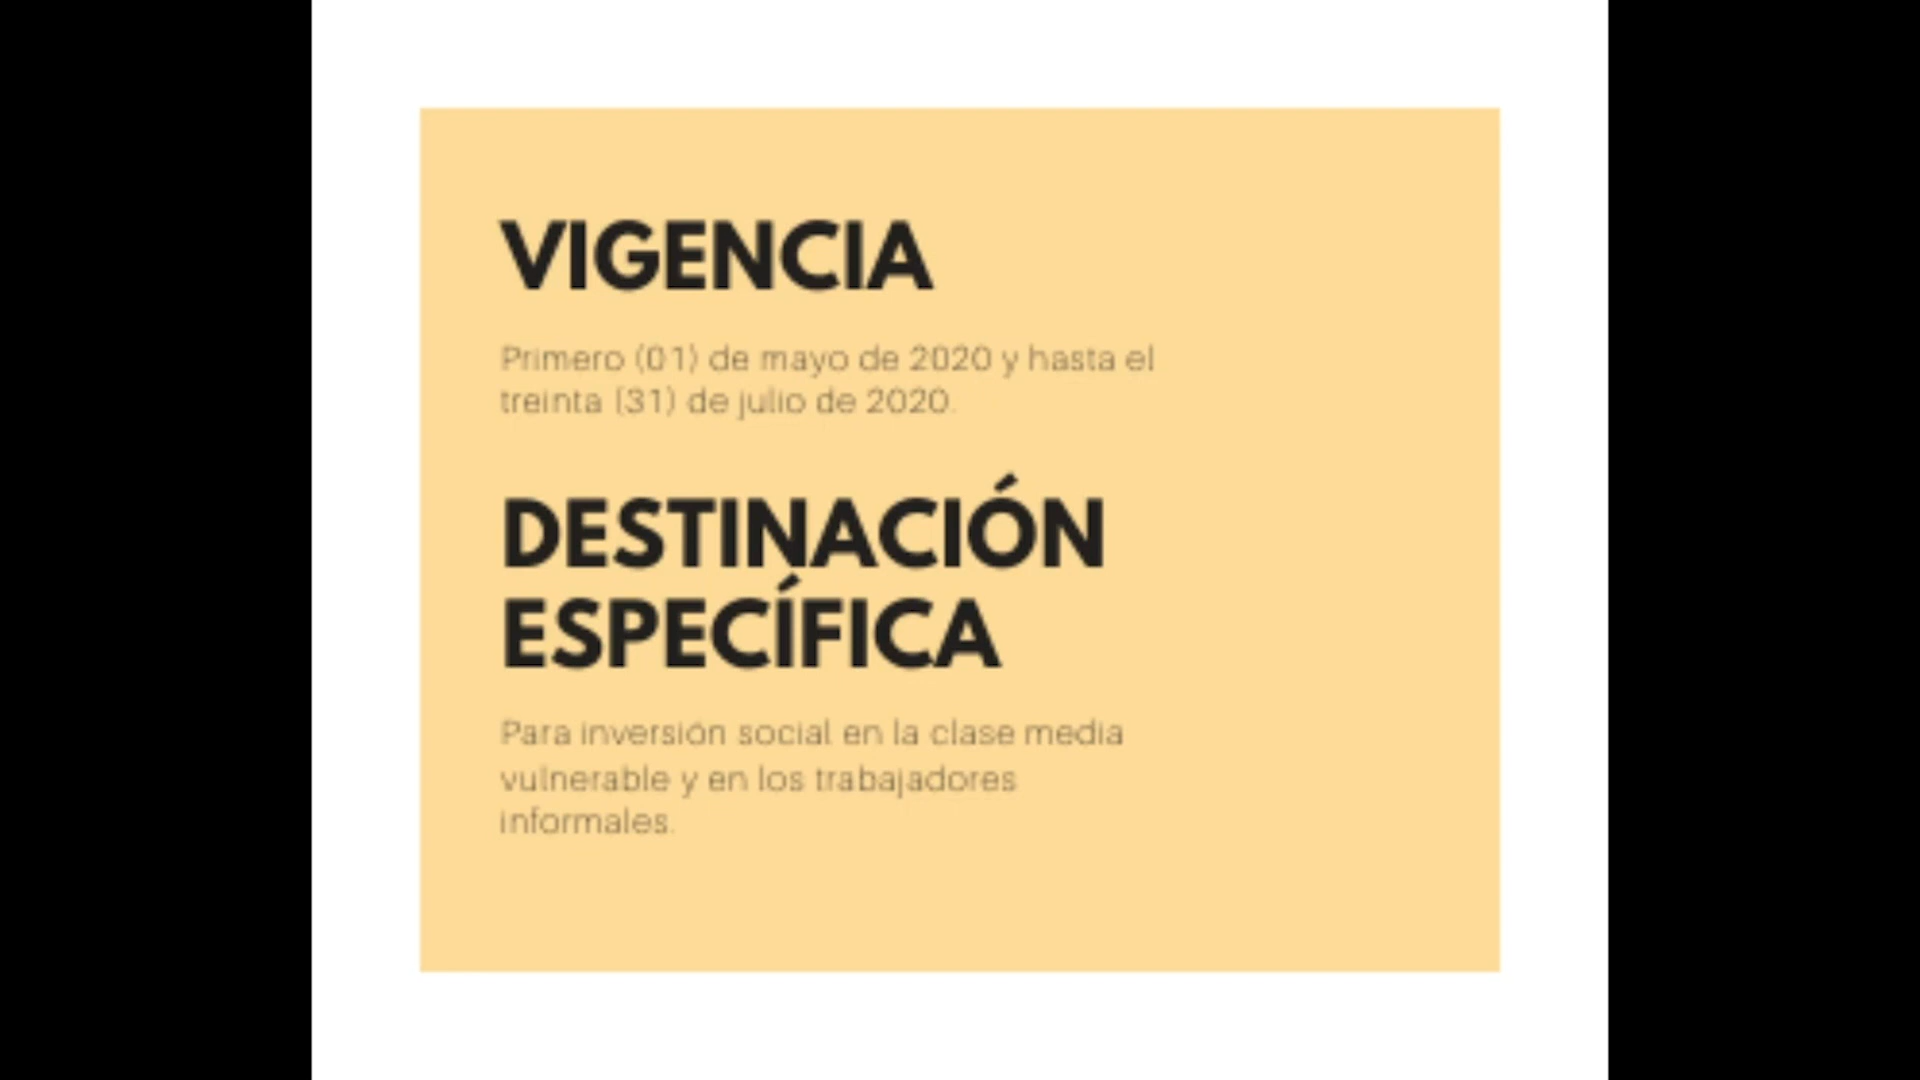 VIGENCIA
Primero (01) de mayo de 2020 y hasta el
treinta (31) de julio de 2020.
DESTINACIÓN
ESPECÍFICA
Para inversión social en la clase media
vulnerable y en los trabajadores
informales.